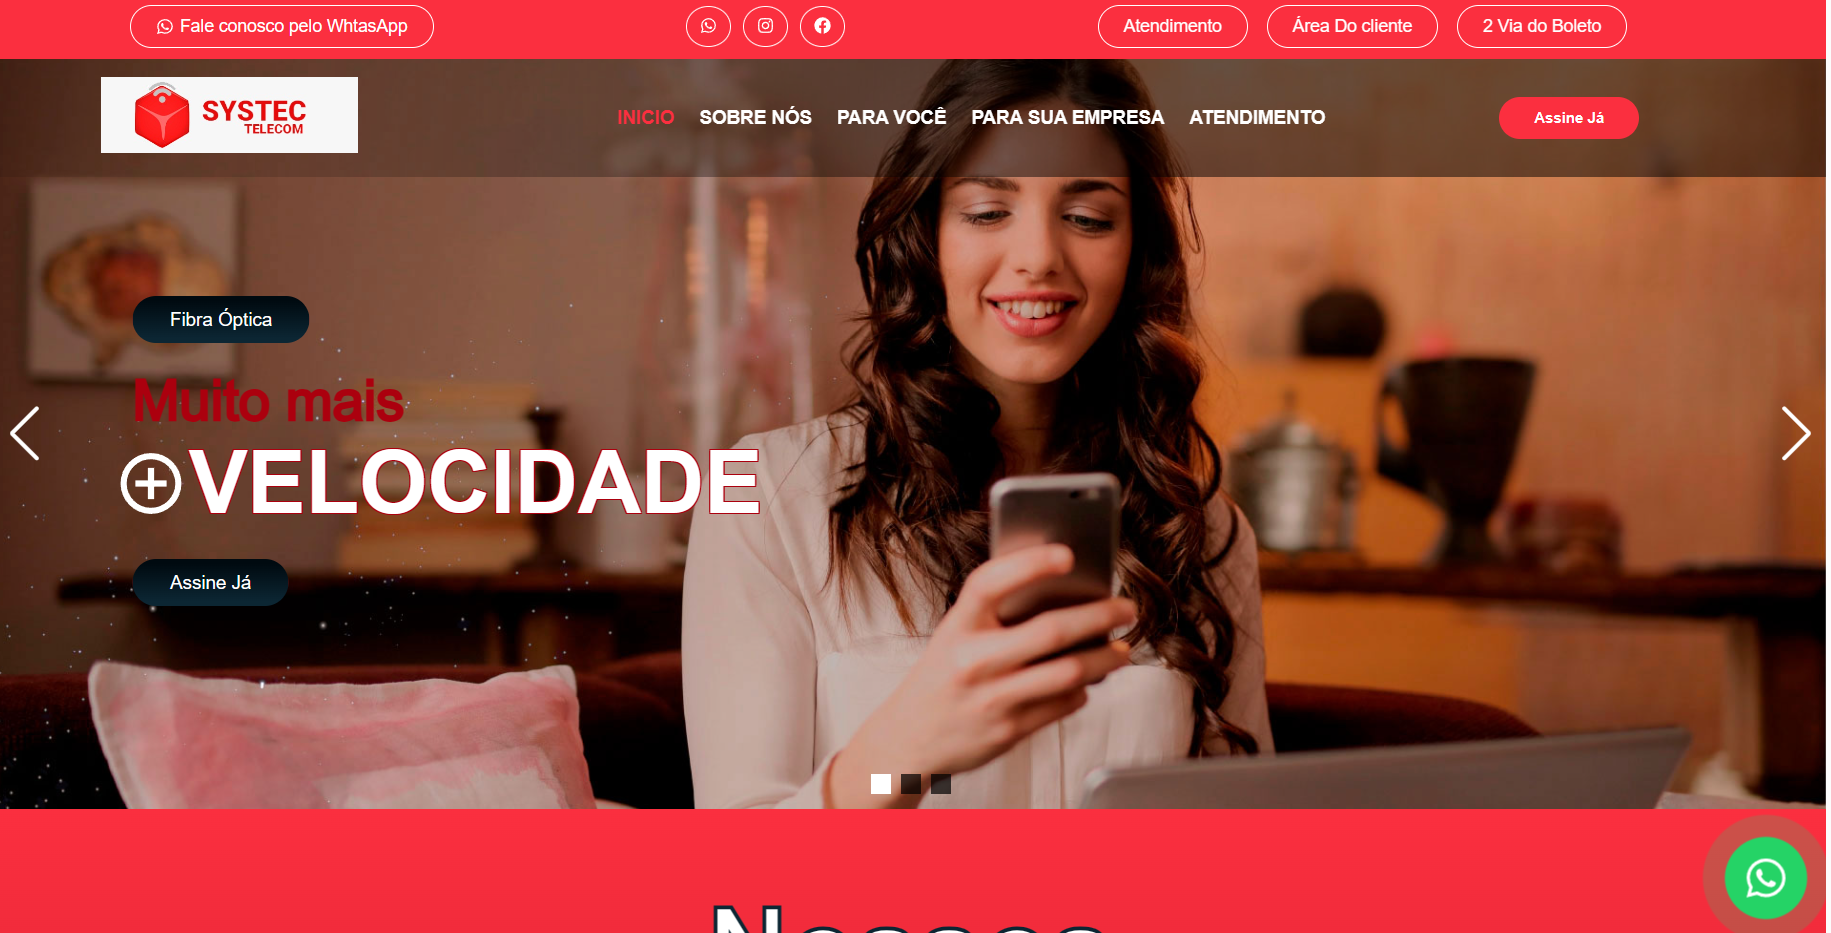 Fale conosco pelo WhtasApp
Atendimento
Área Do cliente
2 Via do Boleto
SYSTEC
TELECOM
INICIO
SOBRE NÓS
PARA VOCÊ
PARA SUA EMPRESA
ATENDIMENTO
Assine Já
Fibra Óptica
Muito mais
VELOCIDADE
Assine Já